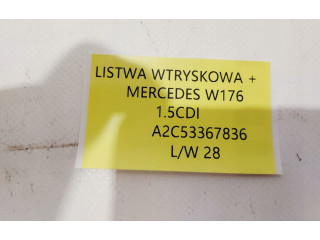 LISTWA WTRYSKOWA +
MERCEDES W176
1.5CDI
A2C53367836
L/W 28